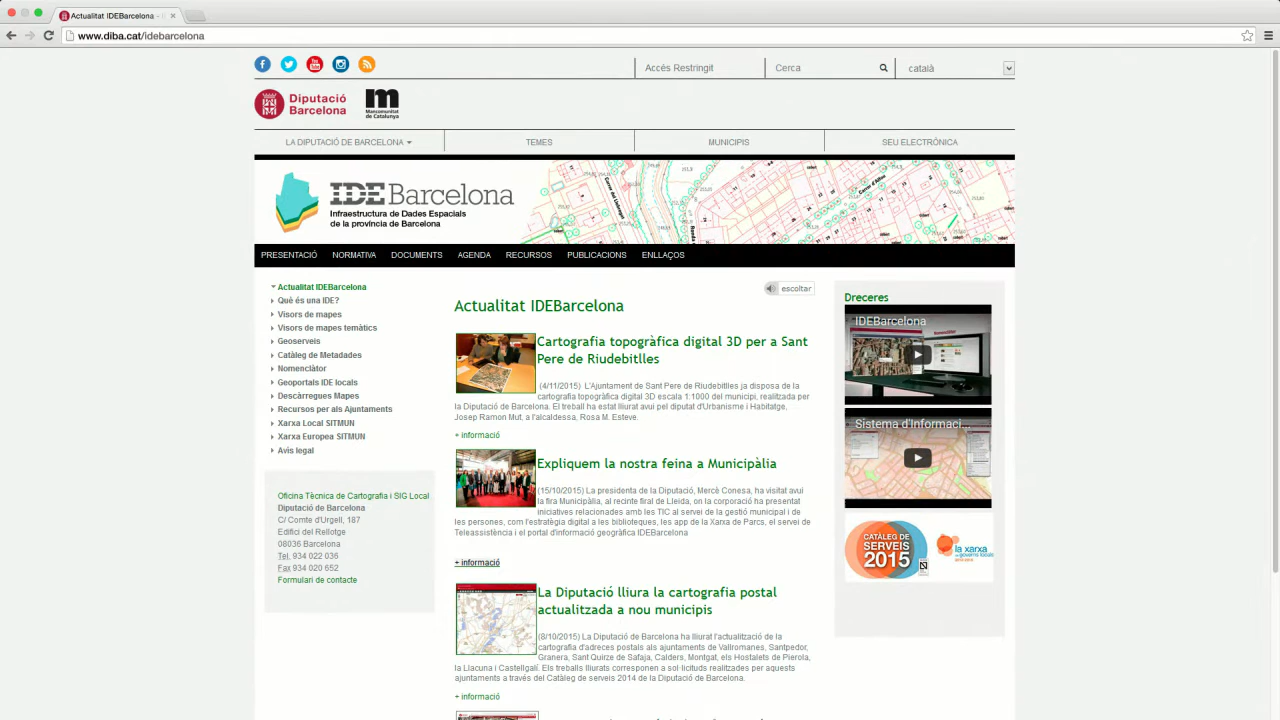 Actualitat IDEBarcelona - I
www.diba.cat/idebarcelona
Accés Restringit
Cerca
català
Diputació
Barcelona
m
Mancomunitat
de Catalunya
LA DIPUTACIÓ DE BARCELONA
TEMES
MUNICIPIS
SEU ELECTRÒNICA
IDEBarcelona
Infraestructura de Dades Espacials
de la província de Barcelona
PRESENTACIÓ NORMATIVA DOCUMENTS AGENDA RECURSOS PUBLICACIONS ENLLAÇOS
Actualitat IDEBarcelona
Què és una IDE?
Visors de mapes
Visors de mapes temàtics
Geoserveis
Catàleg de Metadades
Nomenclàtor
Geoportals IDE locals
Descàrregues Mapes
Recursos per als Ajuntaments
Xarxa Local SITMUN
Xarxa Europea SITMUN
Avís legal
Oficina Tècnica de Cartografia i SIG Local
Diputació de Barcelona
C/ Comte d'Urgell, 187
Edifici del Rellotge
08036 Barcelona
Tel. 934 022 036
Fax 934 020 652
Formulari de contacte
escoltar
Actualitat IDEBarcelona
Cartografia topogràfica digital 3D per a Sant
Pere de Riudebitlles
(4/11/2015) L'Ajuntament de Sant Pere de Riudebitlles ja disposa de la
cartografia topogràfica digital 3D escala 1:1000 del municipi, realitzada per
la Diputació de Barcelona. El treball ha estat lliurat avui pel diputat d'Urbanisme i Habitatge,
Josep Ramon Mut, a l'alcaldessa, Rosa M. Esteve.
+ informació
Expliquem la nostra feina a Municipàlia
(15/10/2015) La presidenta de la Diputació, Mercè Conesa, ha visitat avui
la fira Municipàlia, al recinte firal de Lleida, on la corporació ha presentat
iniciatives relacionades amb les TIC al servei de la gestió municipal i de
les persones, com l'estratègia digital a les biblioteques, les app de la Xarxa de Parcs, el servei de
Teleassistència i el portal d'informació geogràfica IDEBarcelona
+ informació
La Diputació lliura la cartografia postal
actualitzada a nou municipis
(8/10/2015) La Diputació de Barcelona ha lliurat l'actualització de la
cartografia d'adreces postals als ajuntaments de Vallromanes, Santpedor,
Granera, Sant Quirze de Safaja, Calders, Montgat, els Hostalets de Pierola,
la Llacuna i Castellgalí. Els treballs lliurats corresponen a sol·licituds realitzades per aquests
ajuntaments a través del Catàleg de serveis 2014 de la Diputació de Barcelona.
+ informació
Dreceres
IDEBarcelona
Sistema d'Informaci...
CATÀLEG DE
SERVEIS
2015
la xarxa
de governs locals
2012-2015